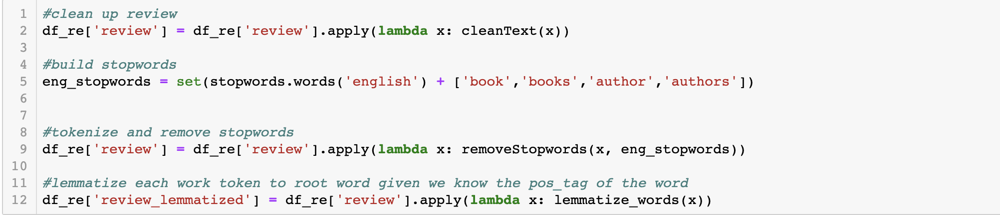 1 #clean up review
2 df_re['review'] = df_re['review'].apply(lambda x: cleanText(x))
3
4 #build stopwords
5 eng_stopwords = set(stopwords.words('english') + ['book','books','author','authors'])
6
7
8 #tokenize and remove stopwords
9 df_re['review'] = df_re['review'].apply(lambda x: removeStopwords(x, eng_stopwords))
10
11 #lemmatize each work token to root word given we know the pos_tag of the word
12 df_re['review_lemmatized'] = df_re['review'].apply(lambda x: lemmatize_words(x))